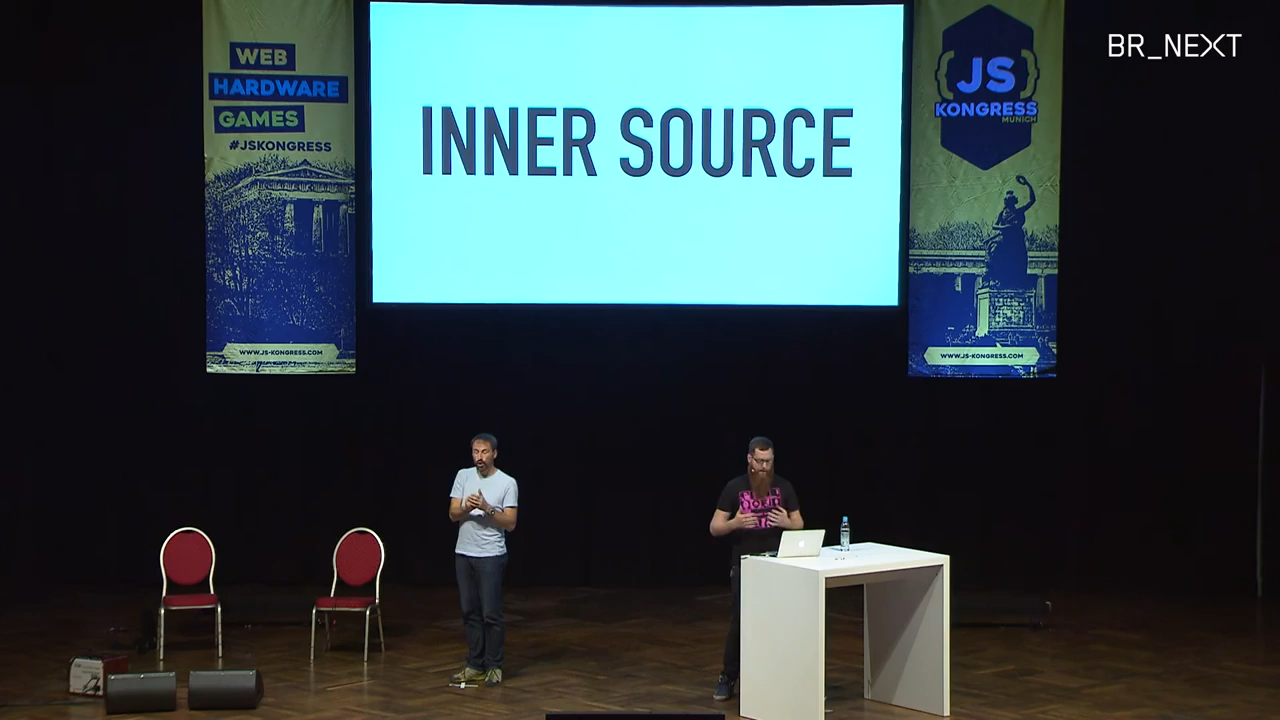 WEB
HARDWARE
GAMES
#JSKONGRESS
WWW.JS-KONGRESS.COM
INNER SOURCE
{JS}
KONGRESS
MUNICH
WWW.JS-KONGRESS.COM
BR_NEXT